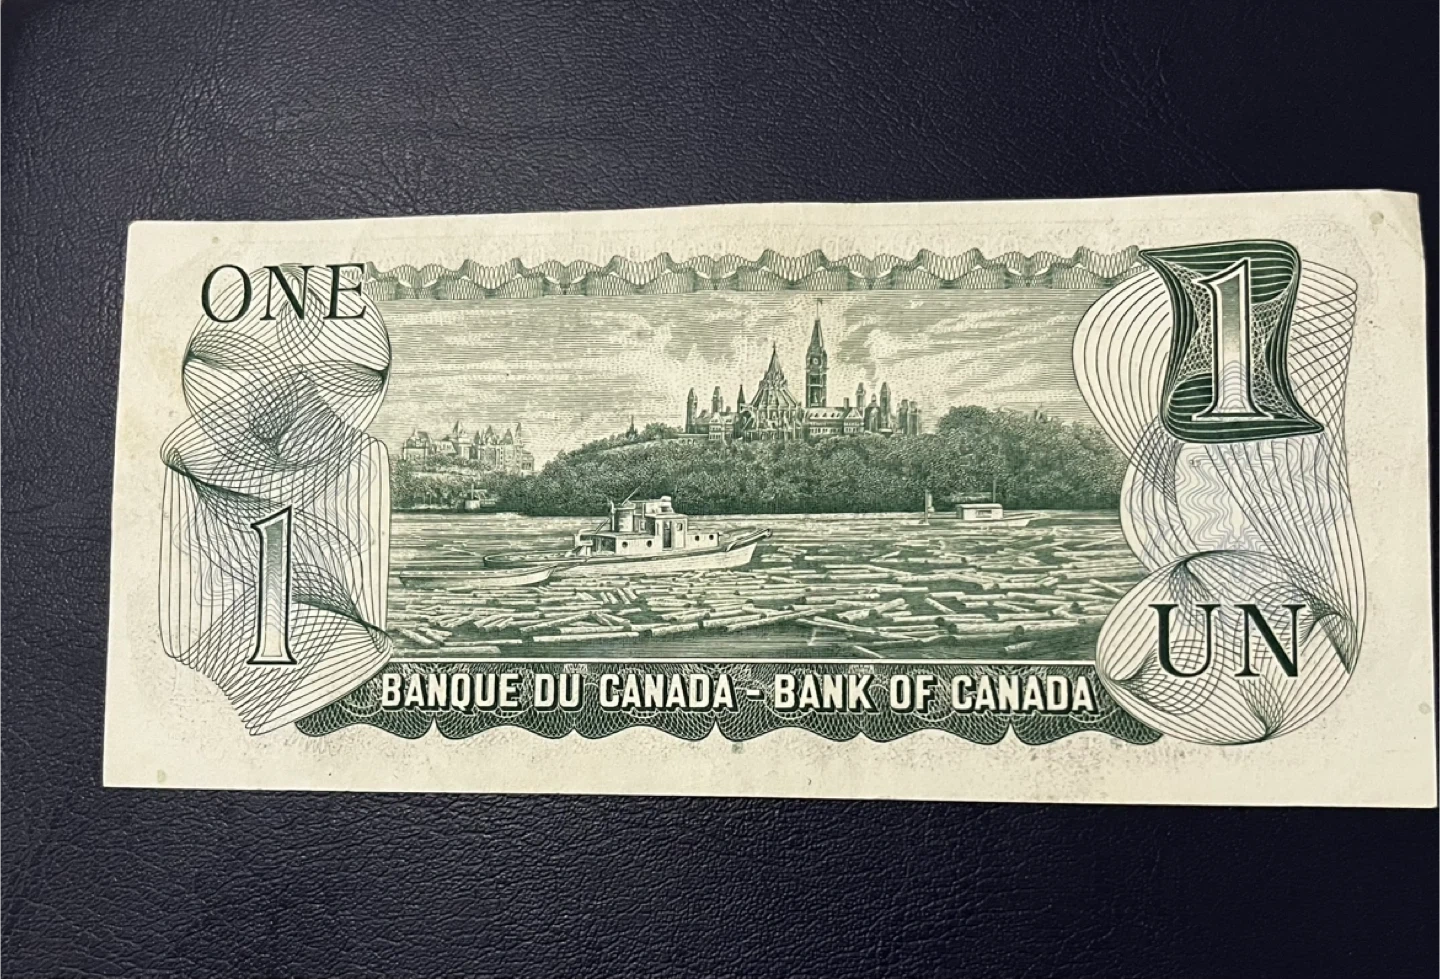 ONE
1
1
UN
BANQUE DU CANADA - BANK OF CANADA